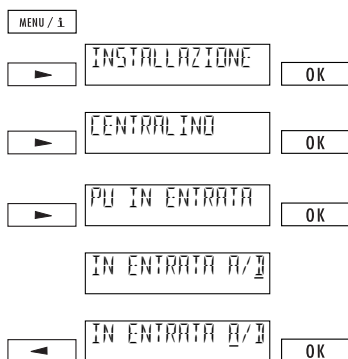 MENU / i
► INSTALLAZIONE OK
► CENTRALINO OK
► PU IN ENTRATA OK
IN ENTRATA A/I
◄ IN ENTRATA A/I OK